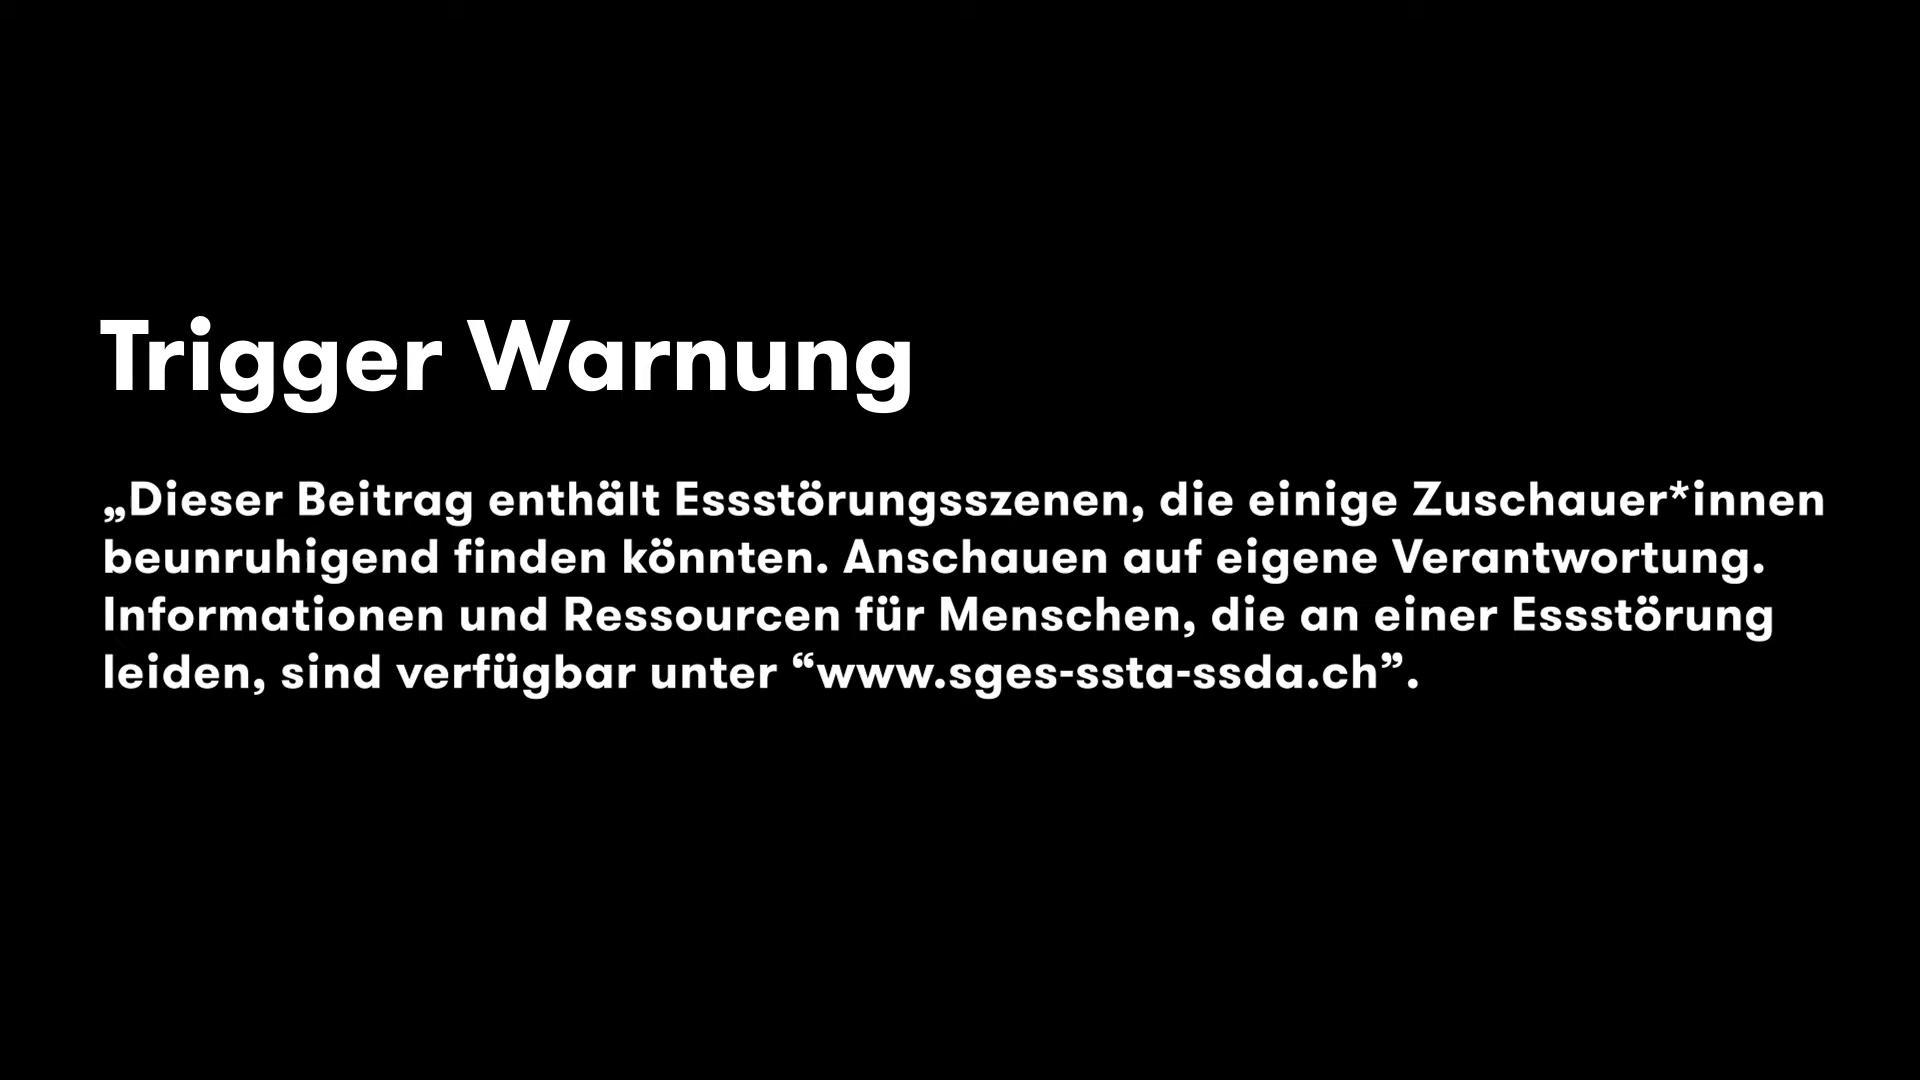 Trigger Warnung
„Dieser Beitrag enthält Essstörungsszenen, die einige Zuschauer*innen
beunruhigend finden könnten. Anschauen auf eigene Verantwortung.
Informationen und Ressourcen für Menschen, die an einer Essstörung
leiden, sind verfügbar unter “www.sges-ssta-ssda.ch”.